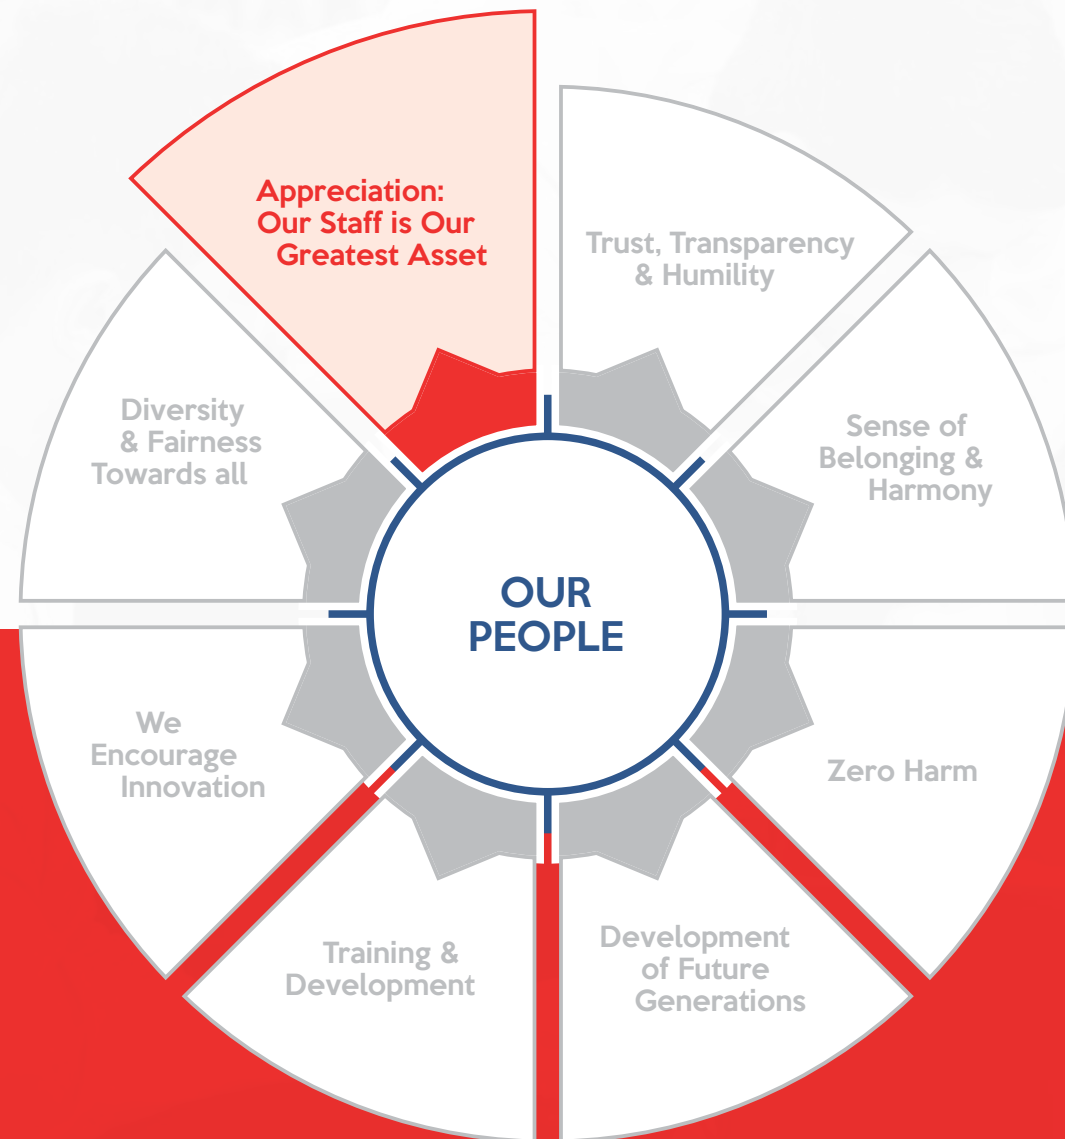 Appreciation:
Our Staff is Our
Greatest Asset
Trust, Transparency
& Humility
Sense of
Belonging &
Harmony
Zero Harm
Development
of Future
Generations
Training &
Development
We
Encourage
Innovation
Diversity
& Fairness
Towards all
OUR
PEOPLE